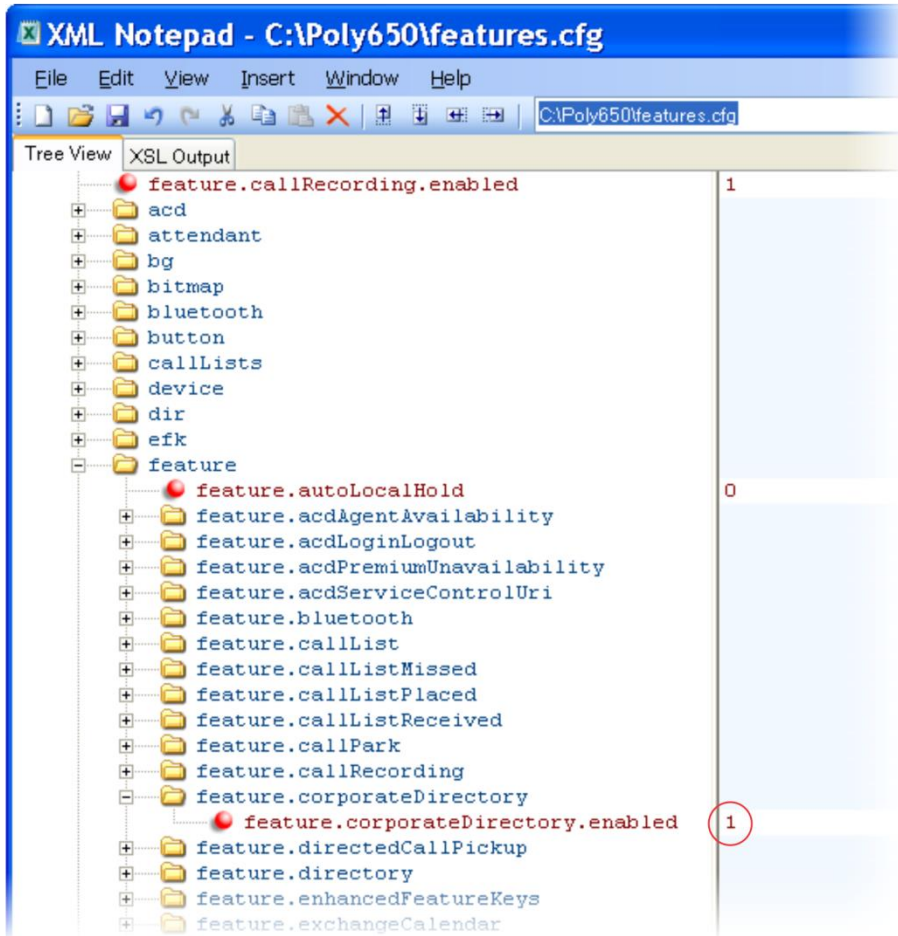 XML Notepad - C:\Poly650\features.cfg
File Edit View Insert Window Help
C:\Poly650\features.cfg
Tree View XSL Output
feature.callRecording.enabled 1
acd
attendant
bg
bitmap
bluetooth
button
callLists
device
dir
efk
feature
feature.autoLocalHold 0
feature.acdAgentAvailability
feature.acdLoginLogout
feature.acdPremiumUnavailability
feature.acdServiceControlUri
feature.bluetooth
feature.callList
feature.callListMissed
feature.callListPlaced
feature.callListReceived
feature.callPark
feature.callRecording
feature.corporateDirectory
feature.corporateDirectory.enabled 1
feature.directedCallPickup
feature.directory
feature.enhancedFeatureKeys
feature.exchangeCalendar